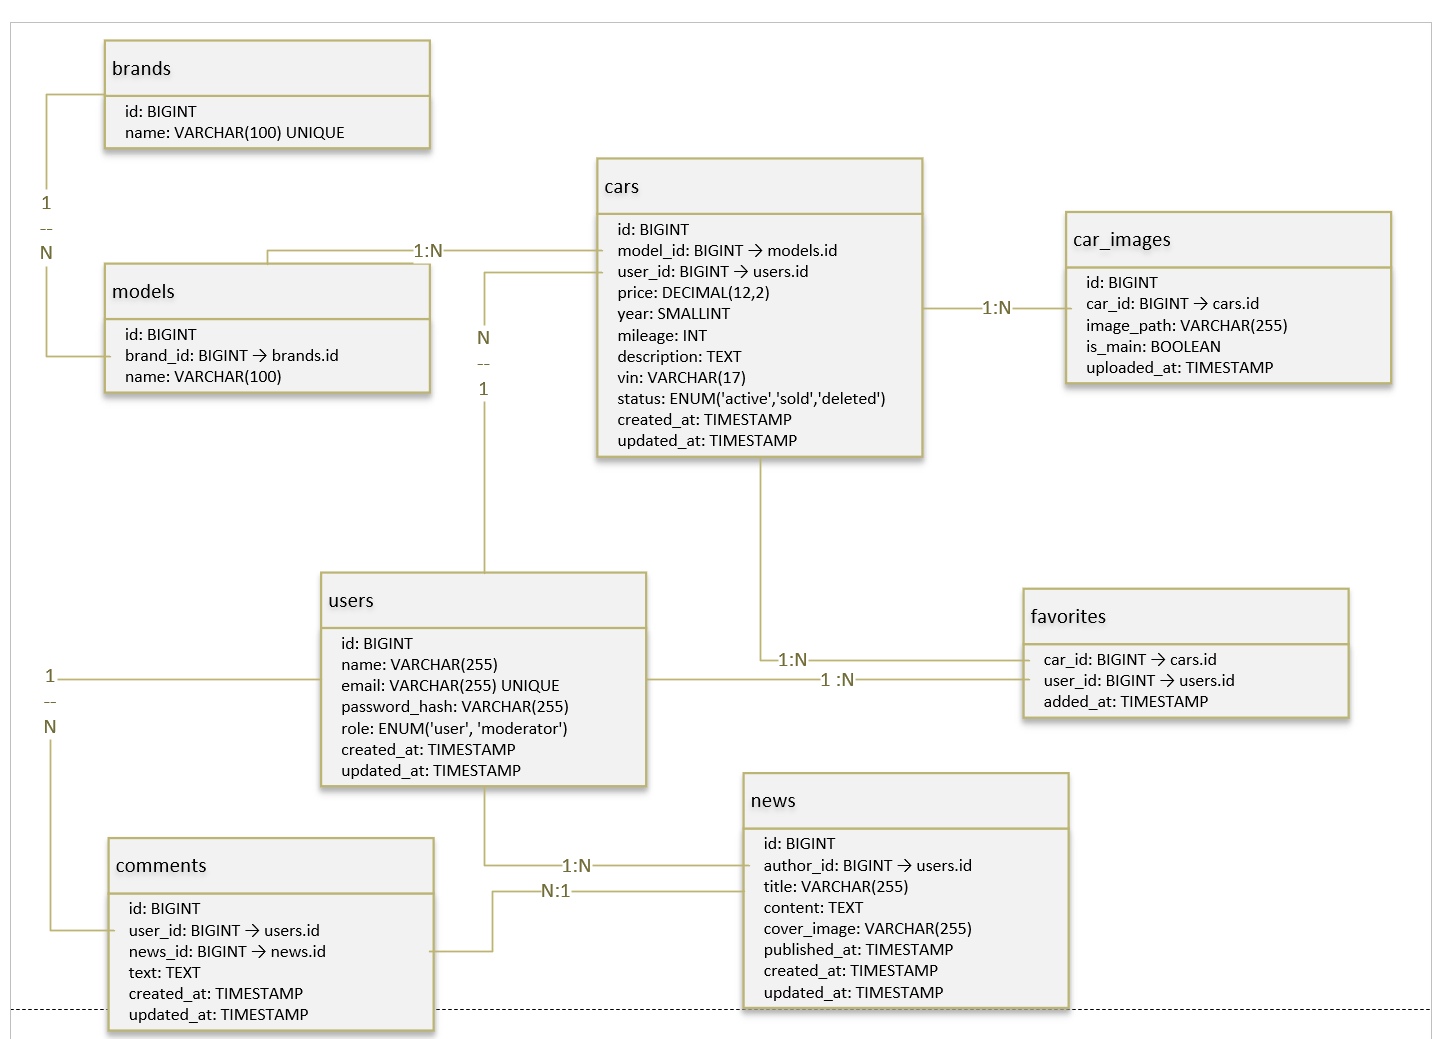 brands
id: BIGINT
name: VARCHAR(100) UNIQUE
1
--
N
models
id: BIGINT
brand_id: BIGINT → brands.id
name: VARCHAR(100)
1:N
cars
id: BIGINT
model_id: BIGINT → models.id
user_id: BIGINT → users.id
price: DECIMAL(12,2)
year: SMALLINT
mileage: INT
description: TEXT
vin: VARCHAR(17)
status: ENUM('active','sold','deleted')
created_at: TIMESTAMP
updated_at: TIMESTAMP
1:N
car_images
id: BIGINT
car_id: BIGINT → cars.id
image_path: VARCHAR(255)
is_main: BOOLEAN
uploaded_at: TIMESTAMP
N
--
1
users
id: BIGINT
name: VARCHAR(255)
email: VARCHAR(255) UNIQUE
password_hash: VARCHAR(255)
role: ENUM('user', 'moderator')
created_at: TIMESTAMP
updated_at: TIMESTAMP
1:N
1 :N
favorites
car_id: BIGINT → cars.id
user_id: BIGINT → users.id
added_at: TIMESTAMP
1
--
N
comments
id: BIGINT
user_id: BIGINT → users.id
news_id: BIGINT → news.id
text: TEXT
created_at: TIMESTAMP
updated_at: TIMESTAMP
1:N
N:1
news
id: BIGINT
author_id: BIGINT → users.id
title: VARCHAR(255)
content: TEXT
cover_image: VARCHAR(255)
published_at: TIMESTAMP
created_at: TIMESTAMP
updated_at: TIMESTAMP